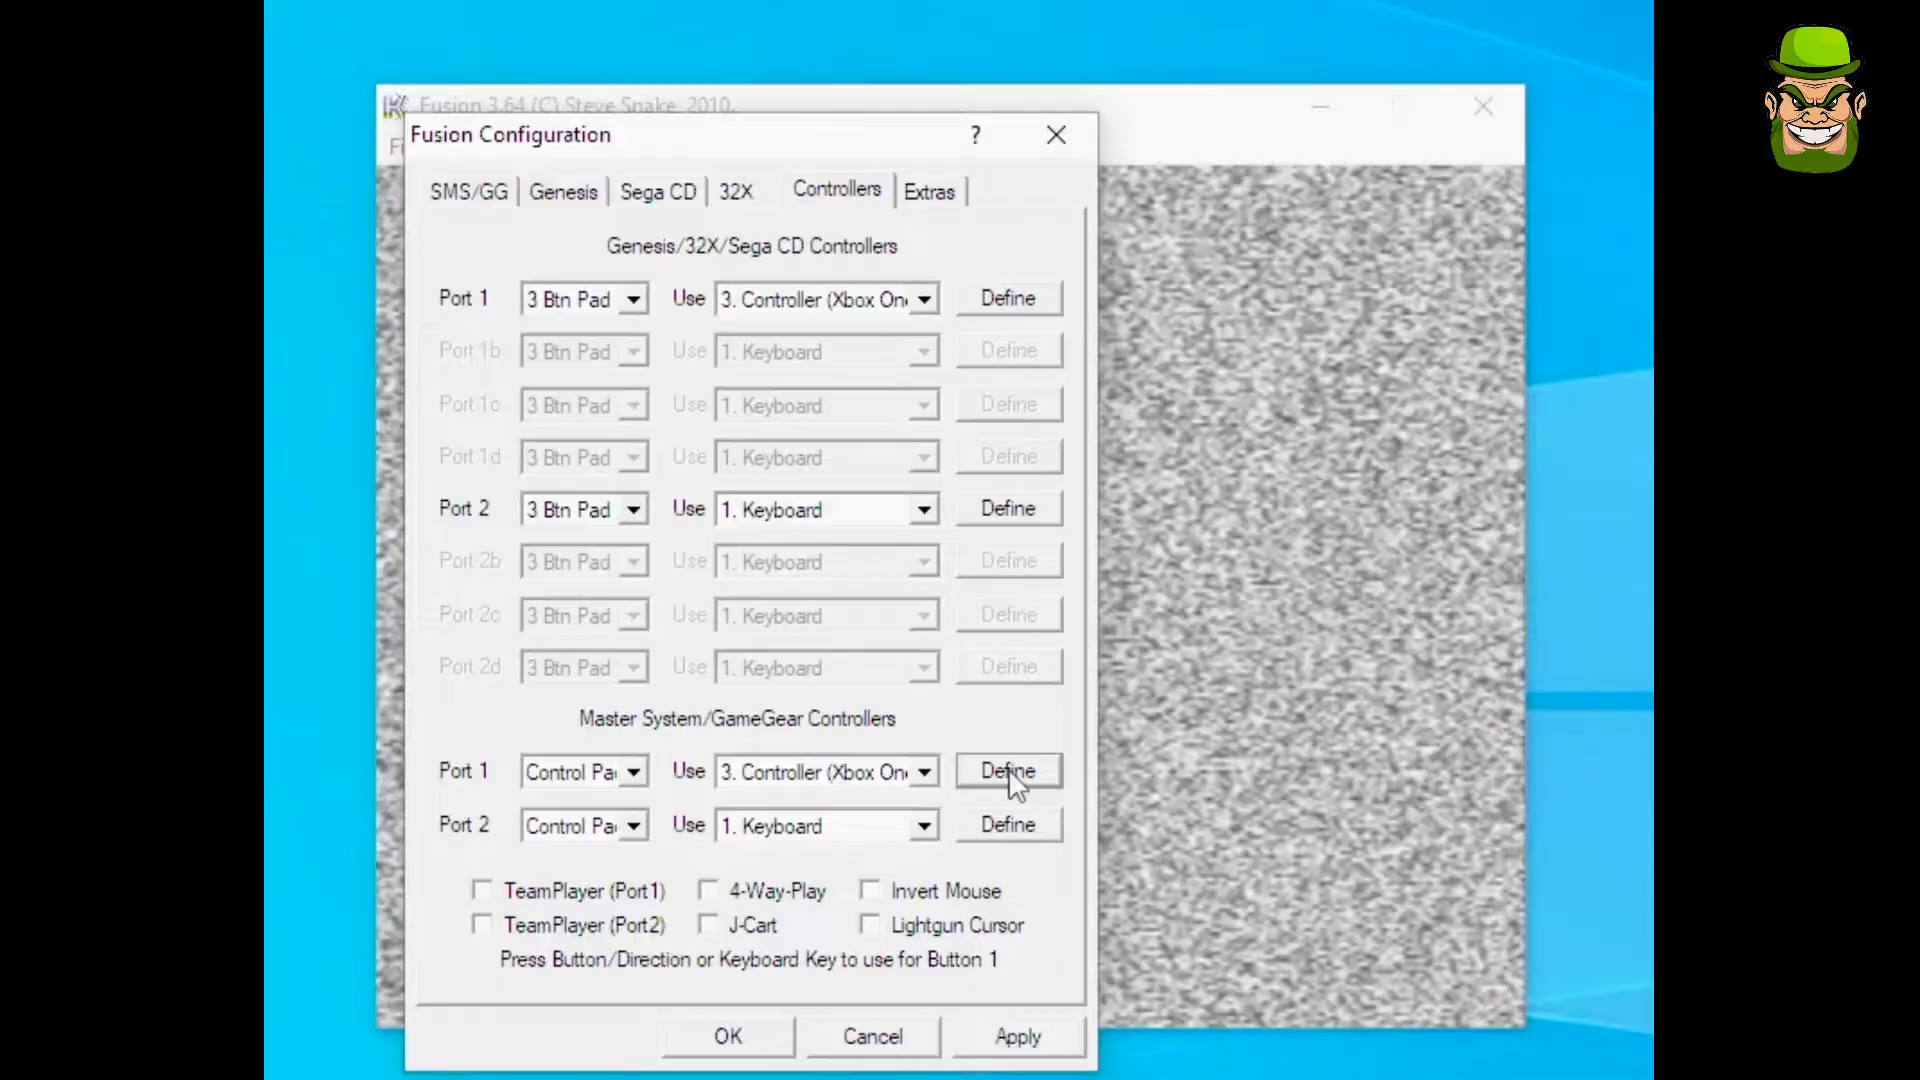 Fusion 3.64 (C) Steve Snake, 2010.
Fusion Configuration ?
SMS/GG Genesis Sega CD 32X Controllers Extras
Genesis/32X/Sega CD Controllers
Port 1 3 Btn Pad Use 3. Controller (Xbox On Define
Port 1b 3 Btn Pad Use 1. Keyboard Define
Port 1c 3 Btn Pad Use 1. Keyboard Define
Port 1d 3 Btn Pad Use 1. Keyboard Define
Port 2 3 Btn Pad Use 1. Keyboard Define
Port 2b 3 Btn Pad Use 1. Keyboard Define
Port 2c 3 Btn Pad Use 1. Keyboard Define
Port 2d 3 Btn Pad Use 1. Keyboard Define
Master System/GameGear Controllers
Port 1 Control Pa Use 3. Controller (Xbox On Define
Port 2 Control Pa Use 1. Keyboard Define
TeamPlayer (Port1) 4-Way-Play Invert Mouse
TeamPlayer (Port2) J-Cart Lightgun Cursor
Press Button/Direction or Keyboard Key to use for Button 1
OK Cancel Apply